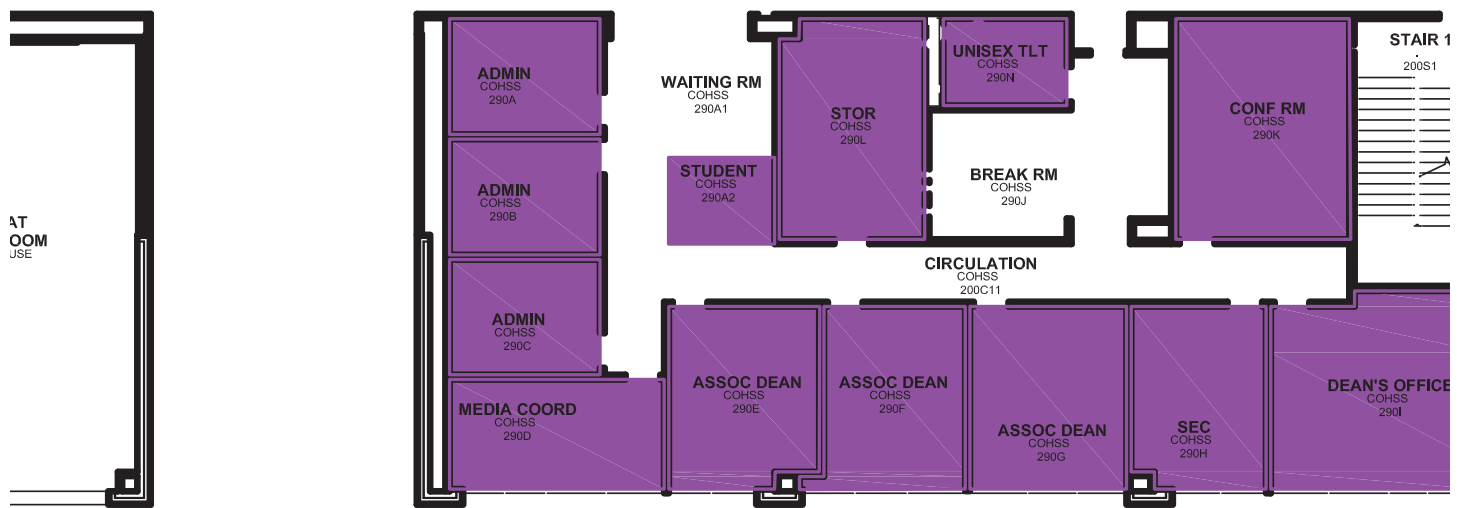 AT
OOM
USE
ADMIN
COHSS
290A
ADMIN
COHSS
290B
ADMIN
COHSS
290C
MEDIA COORD
COHSS
290D
WAITING RM
COHSS
290A1
STUDENT
COHSS
290A2
STOR
COHSS
290L
UNISEX TLT
COHSS
290N
BREAK RM
COHSS
290J
CONF RM
COHSS
290K
STAIR 1
200S1
CIRCULATION
COHSS
200C11
ASSOC DEAN
COHSS
290E
ASSOC DEAN
COHSS
290F
ASSOC DEAN
COHSS
290G
SEC
COHSS
290H
DEAN'S OFFICE
COHSS
290I